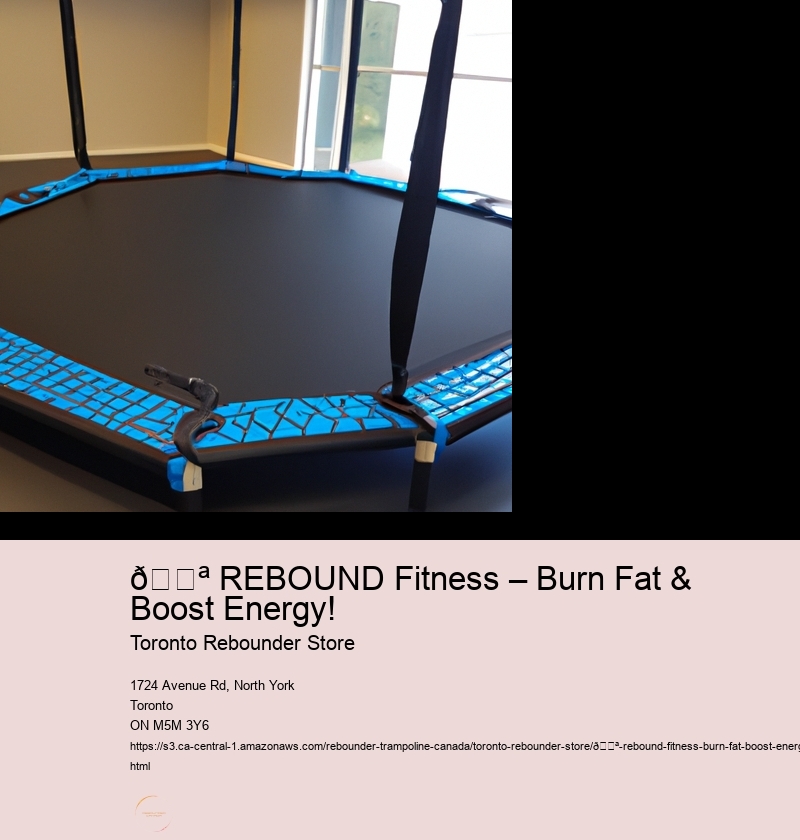 ð□□ª REBOUND Fitness – Burn Fat &
Boost Energy!
Toronto Rebounder Store
1724 Avenue Rd, North York
Toronto
ON M5M 3Y6
https://s3.ca-central-1.amazonaws.com/rebounder-trampoline-canada/toronto-rebounder-store/ð□□ª-rebound-fitness-burn-fat-boost-energ
html